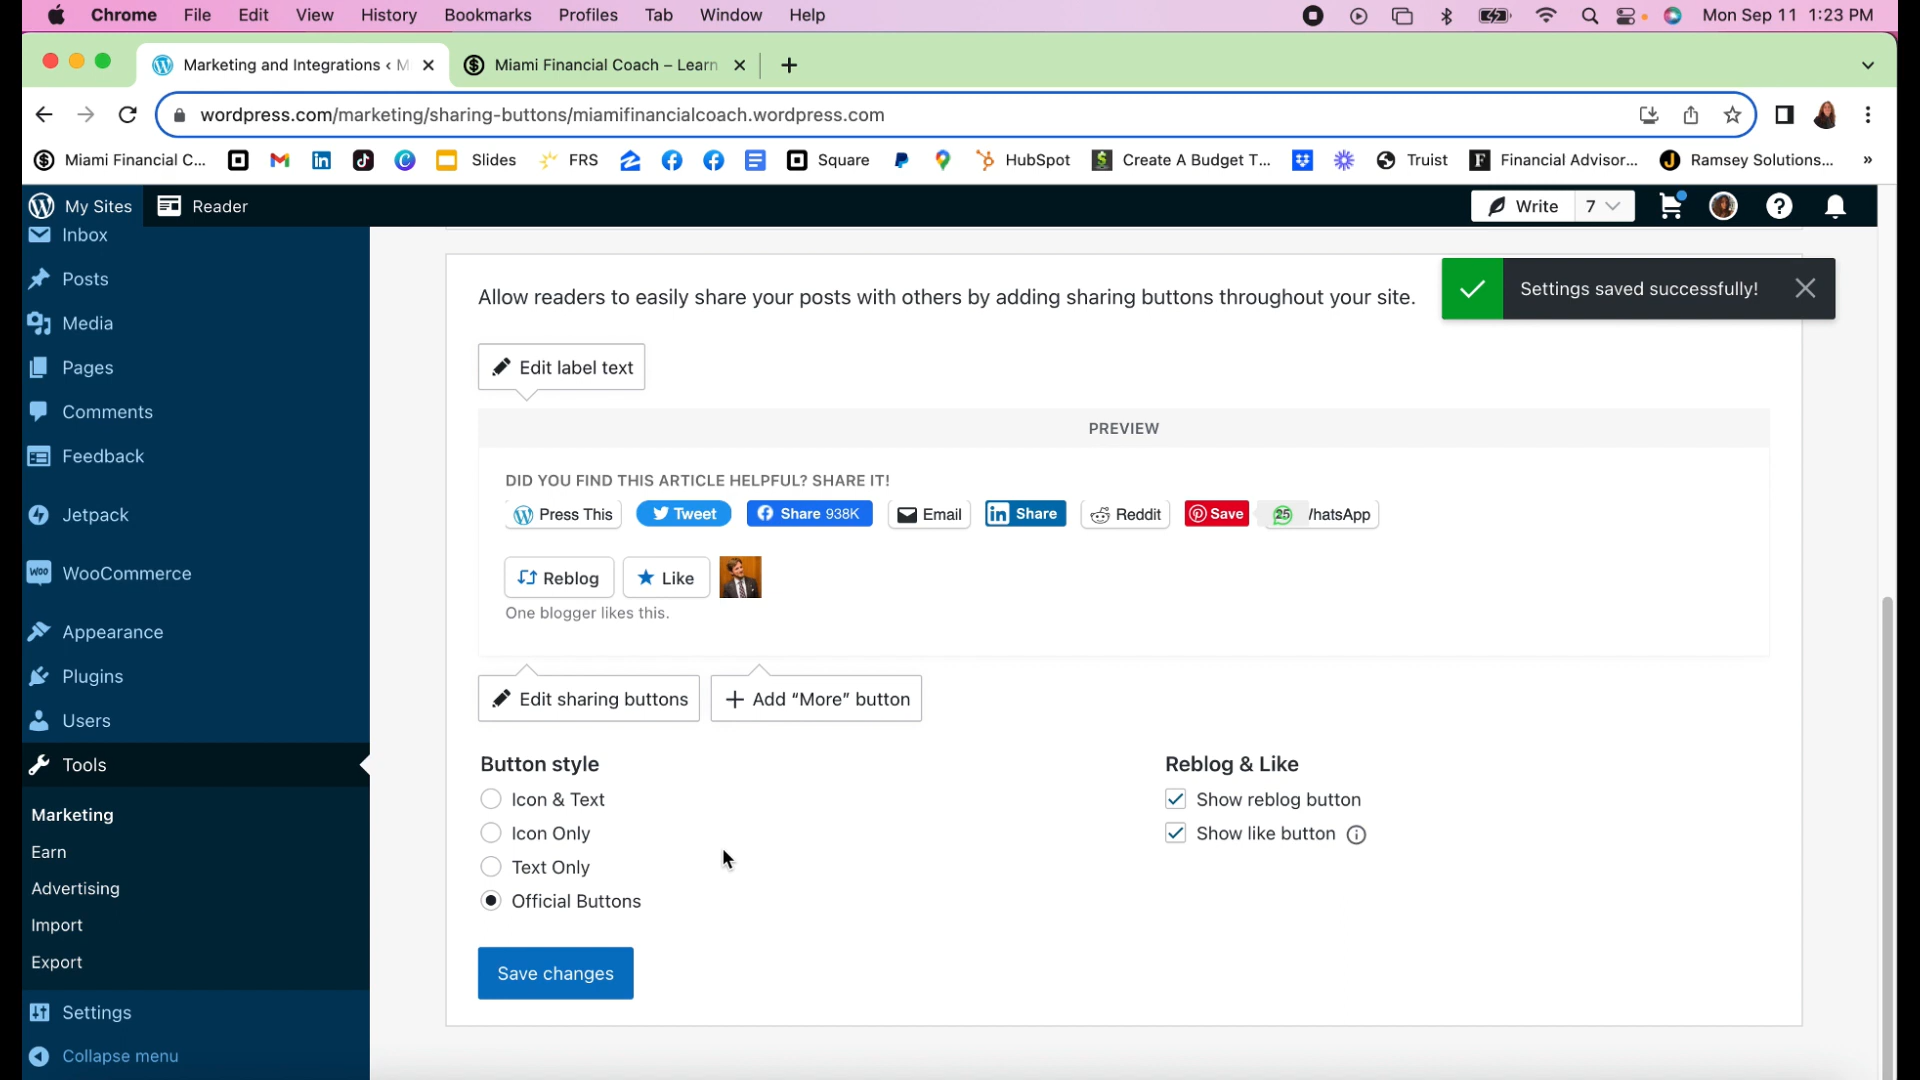 Chrome File Edit View History Bookmarks Profiles Tab Window Help Mon Sep 11 1:23 PM
Marketing and Integrations ‹ M Miami Financial Coach – Learn
wordpress.com/marketing/sharing-buttons/miamifinancialcoach.wordpress.com
Miami Financial C... Slides FRS Square HubSpot Create A Budget T... Truist Financial Advisor... Ramsey Solutions... »
My Sites Reader Write 7
Inbox
Posts
Media
Pages
Comments
Feedback
Jetpack
WooCommerce
Appearance
Plugins
Users
Tools
Marketing
Earn
Advertising
Import
Export
Settings
Collapse menu
Settings saved successfully!
Allow readers to easily share your posts with others by adding sharing buttons throughout your site.
Edit label text
PREVIEW
DID YOU FIND THIS ARTICLE HELPFUL? SHARE IT!
Press This Tweet Share 938K Email in Share Reddit Save 25 /hatsApp
Reblog Like
One blogger likes this.
Edit sharing buttons Add “More” button
Button style
Icon & Text
Icon Only
Text Only
Official Buttons
Reblog & Like
Show reblog button
Show like button
Save changes